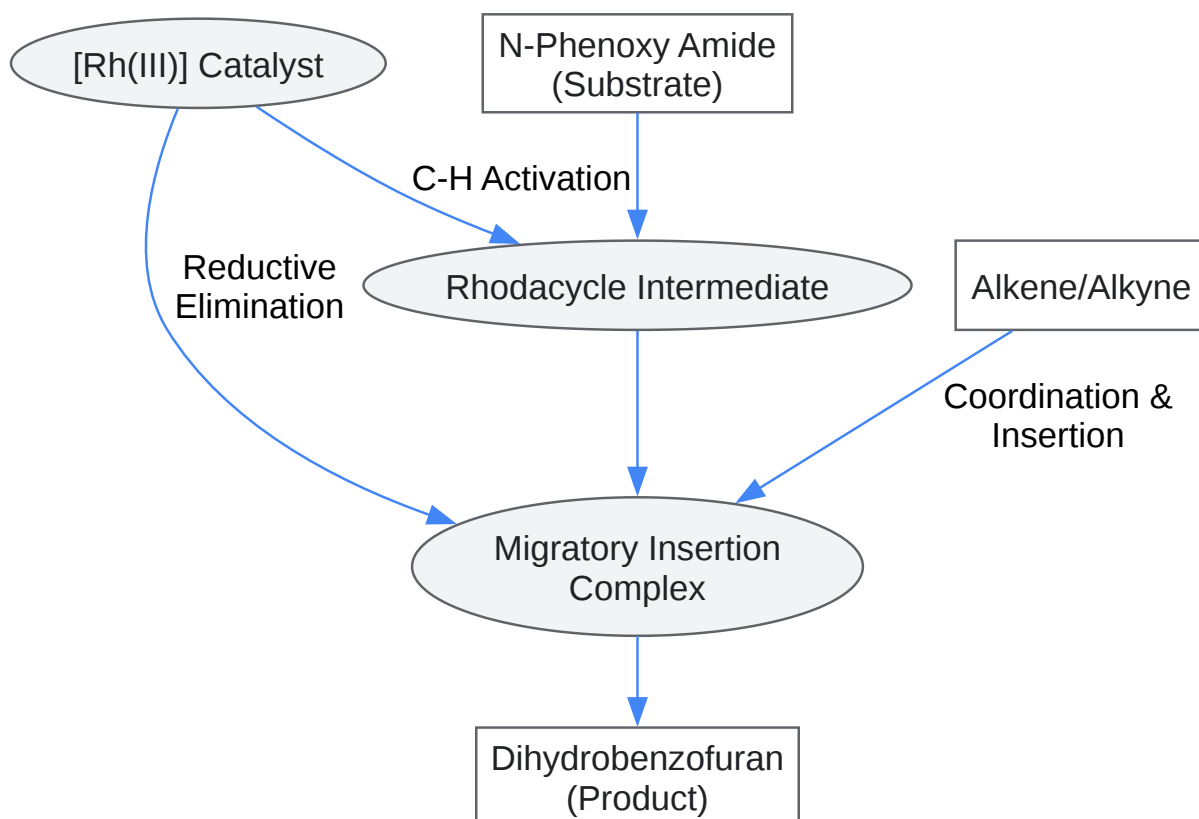 [Rh(III)] Catalyst
N-Phenoxy Amide
(Substrate)
C-H Activation
Reductive
Elimination
Rhodacycle Intermediate
Alkene/Alkyne
Coordination &
Insertion
Migratory Insertion
Complex
Dihydrobenzofuran
(Product)